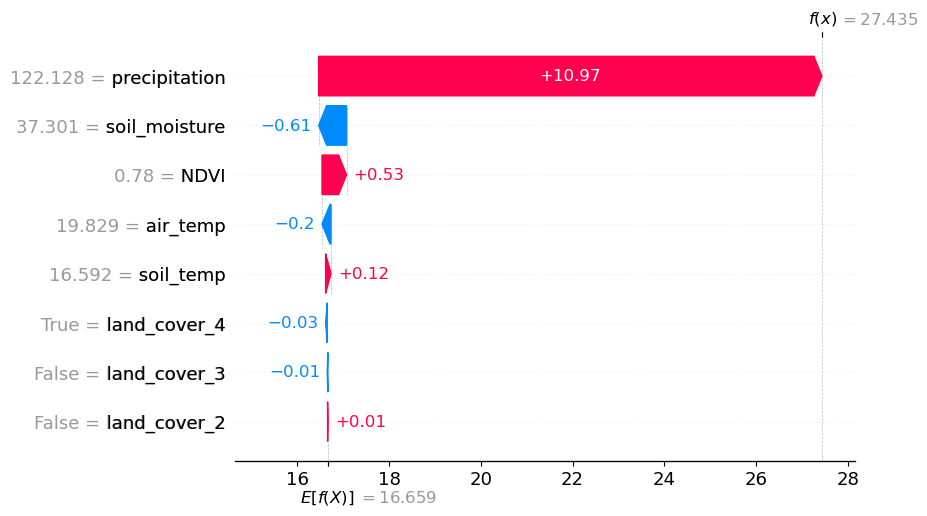 f(x) = 27.435
122.128 = precipitation
+10.97
37.301 = soil_moisture
−0.61
0.78 = NDVI
+0.53
19.829 = air_temp
−0.2
16.592 = soil_temp
+0.12
True = land_cover_4
−0.03
False = land_cover_3
−0.01
False = land_cover_2
+0.01
16 18 20 22 24 26 28
E[f(X)] = 16.659